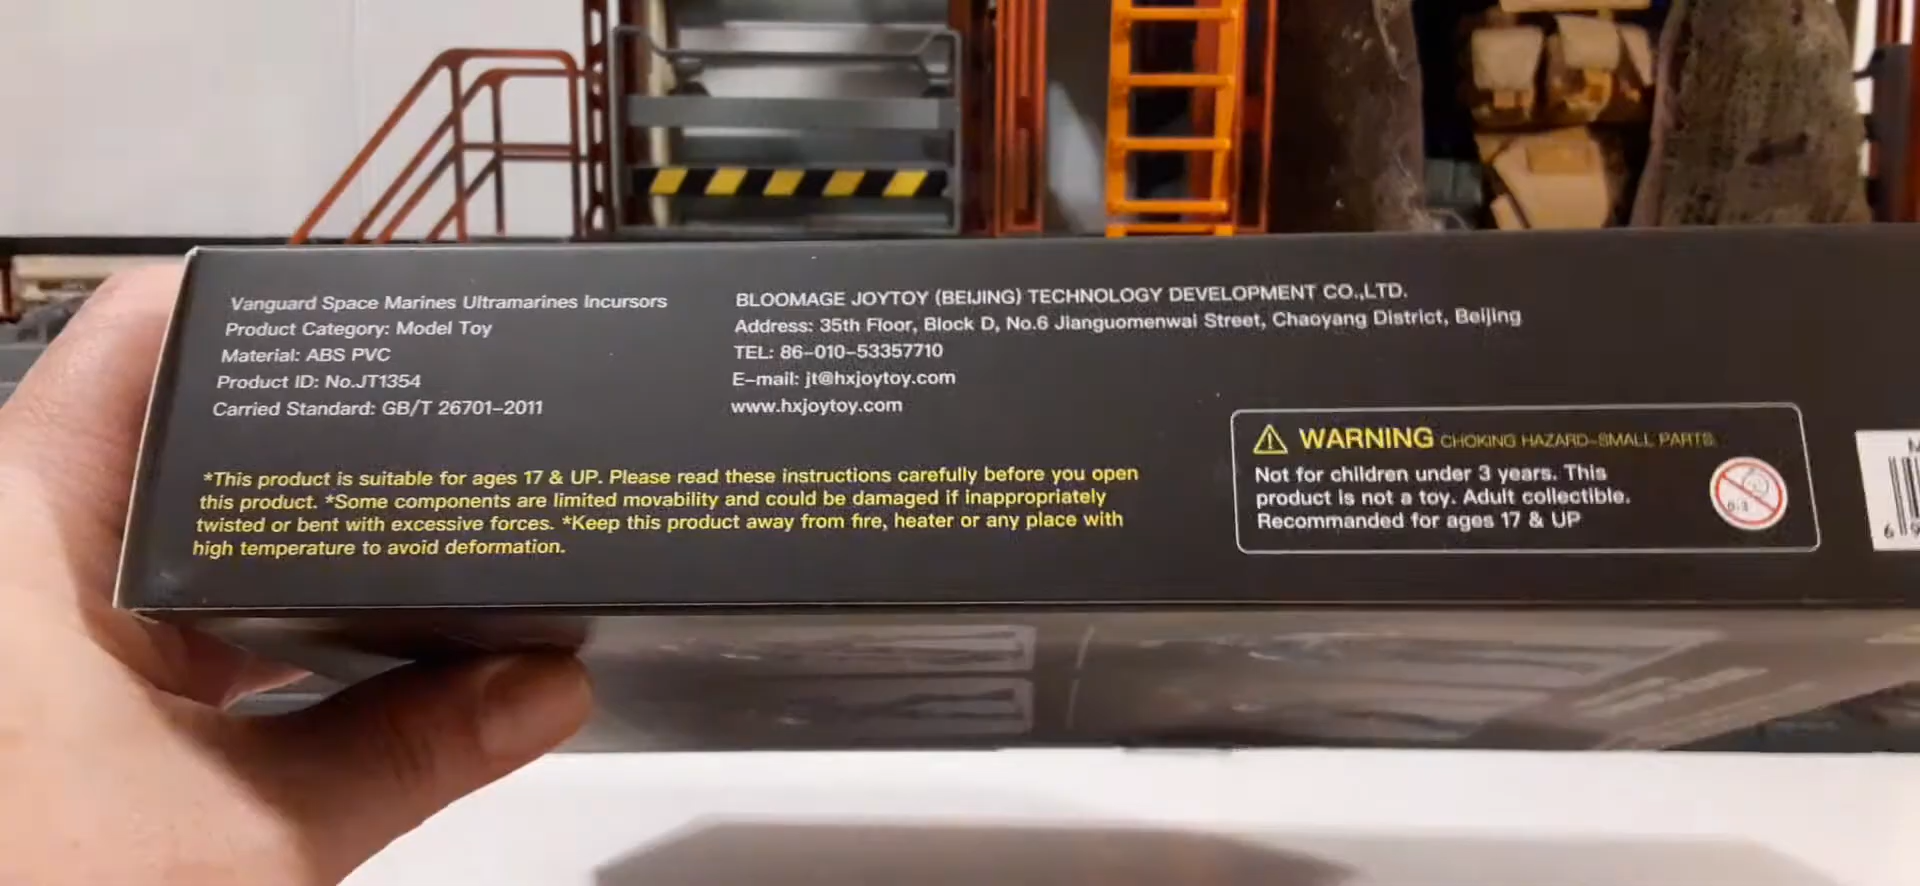 Vanguard Space Marines Ultramarines Incursors
Product Category: Model Toy
Material: ABS PVC
Product ID: No.JT1354
Carried Standard: GB/T 26701-2011
BLOOMAGE JOYTOY (BEIJING) TECHNOLOGY DEVELOPMENT CO.,LTD.
Address: 35th Floor, Block D, No.6 Jianguomenwai Street, Chaoyang District, Beijing
TEL: 86-010-53357710
E-mail: jt@hxjoytoy.com
www.hxjoytoy.com
*This product is suitable for ages 17 & UP. Please read these instructions carefully before you open
this product. *Some components are limited movability and could be damaged if inappropriately
twisted or bent with excessive forces. *Keep this product away from fire, heater or any place with
high temperature to avoid deformation.
WARNING CHOKING HAZARD-SMALL PARTS
Not for children under 3 years. This
product is not a toy. Adult collectible.
Recommanded for ages 17 & UP
0-3
6